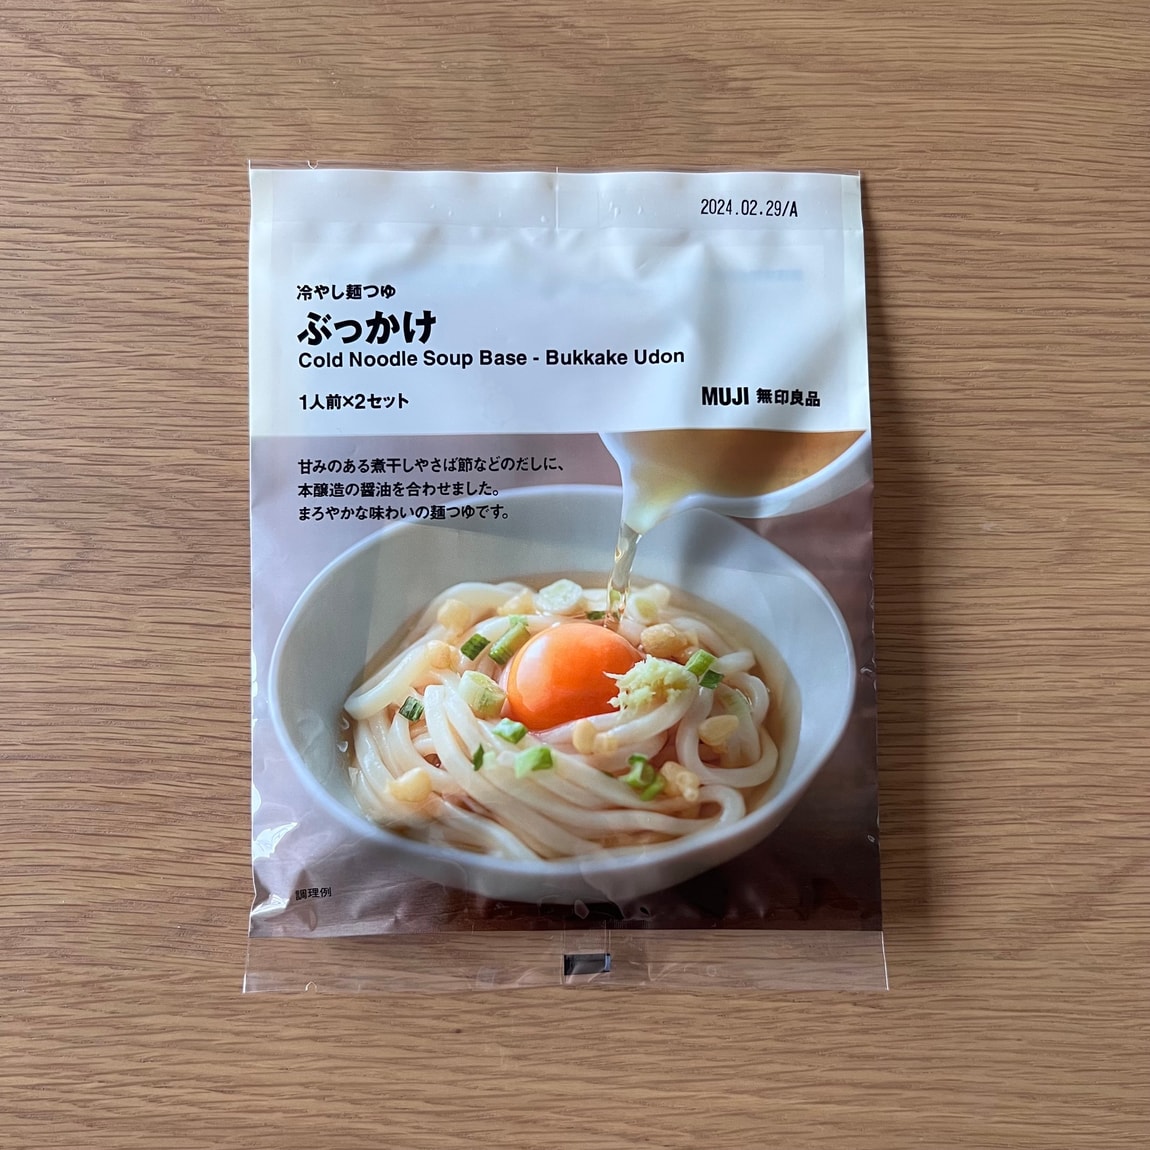 2024.02.29/A
冷やし麺つゆ
ぶっかけ
Cold Noodle Soup Base - Bukkake Udon
1人前×2セット
MUJI 無印良品
甘みのある煮干しやさば節などのだしに、
本醸造の醤油を合わせました。
まろやかな味わいの麺つゆです。
調理例